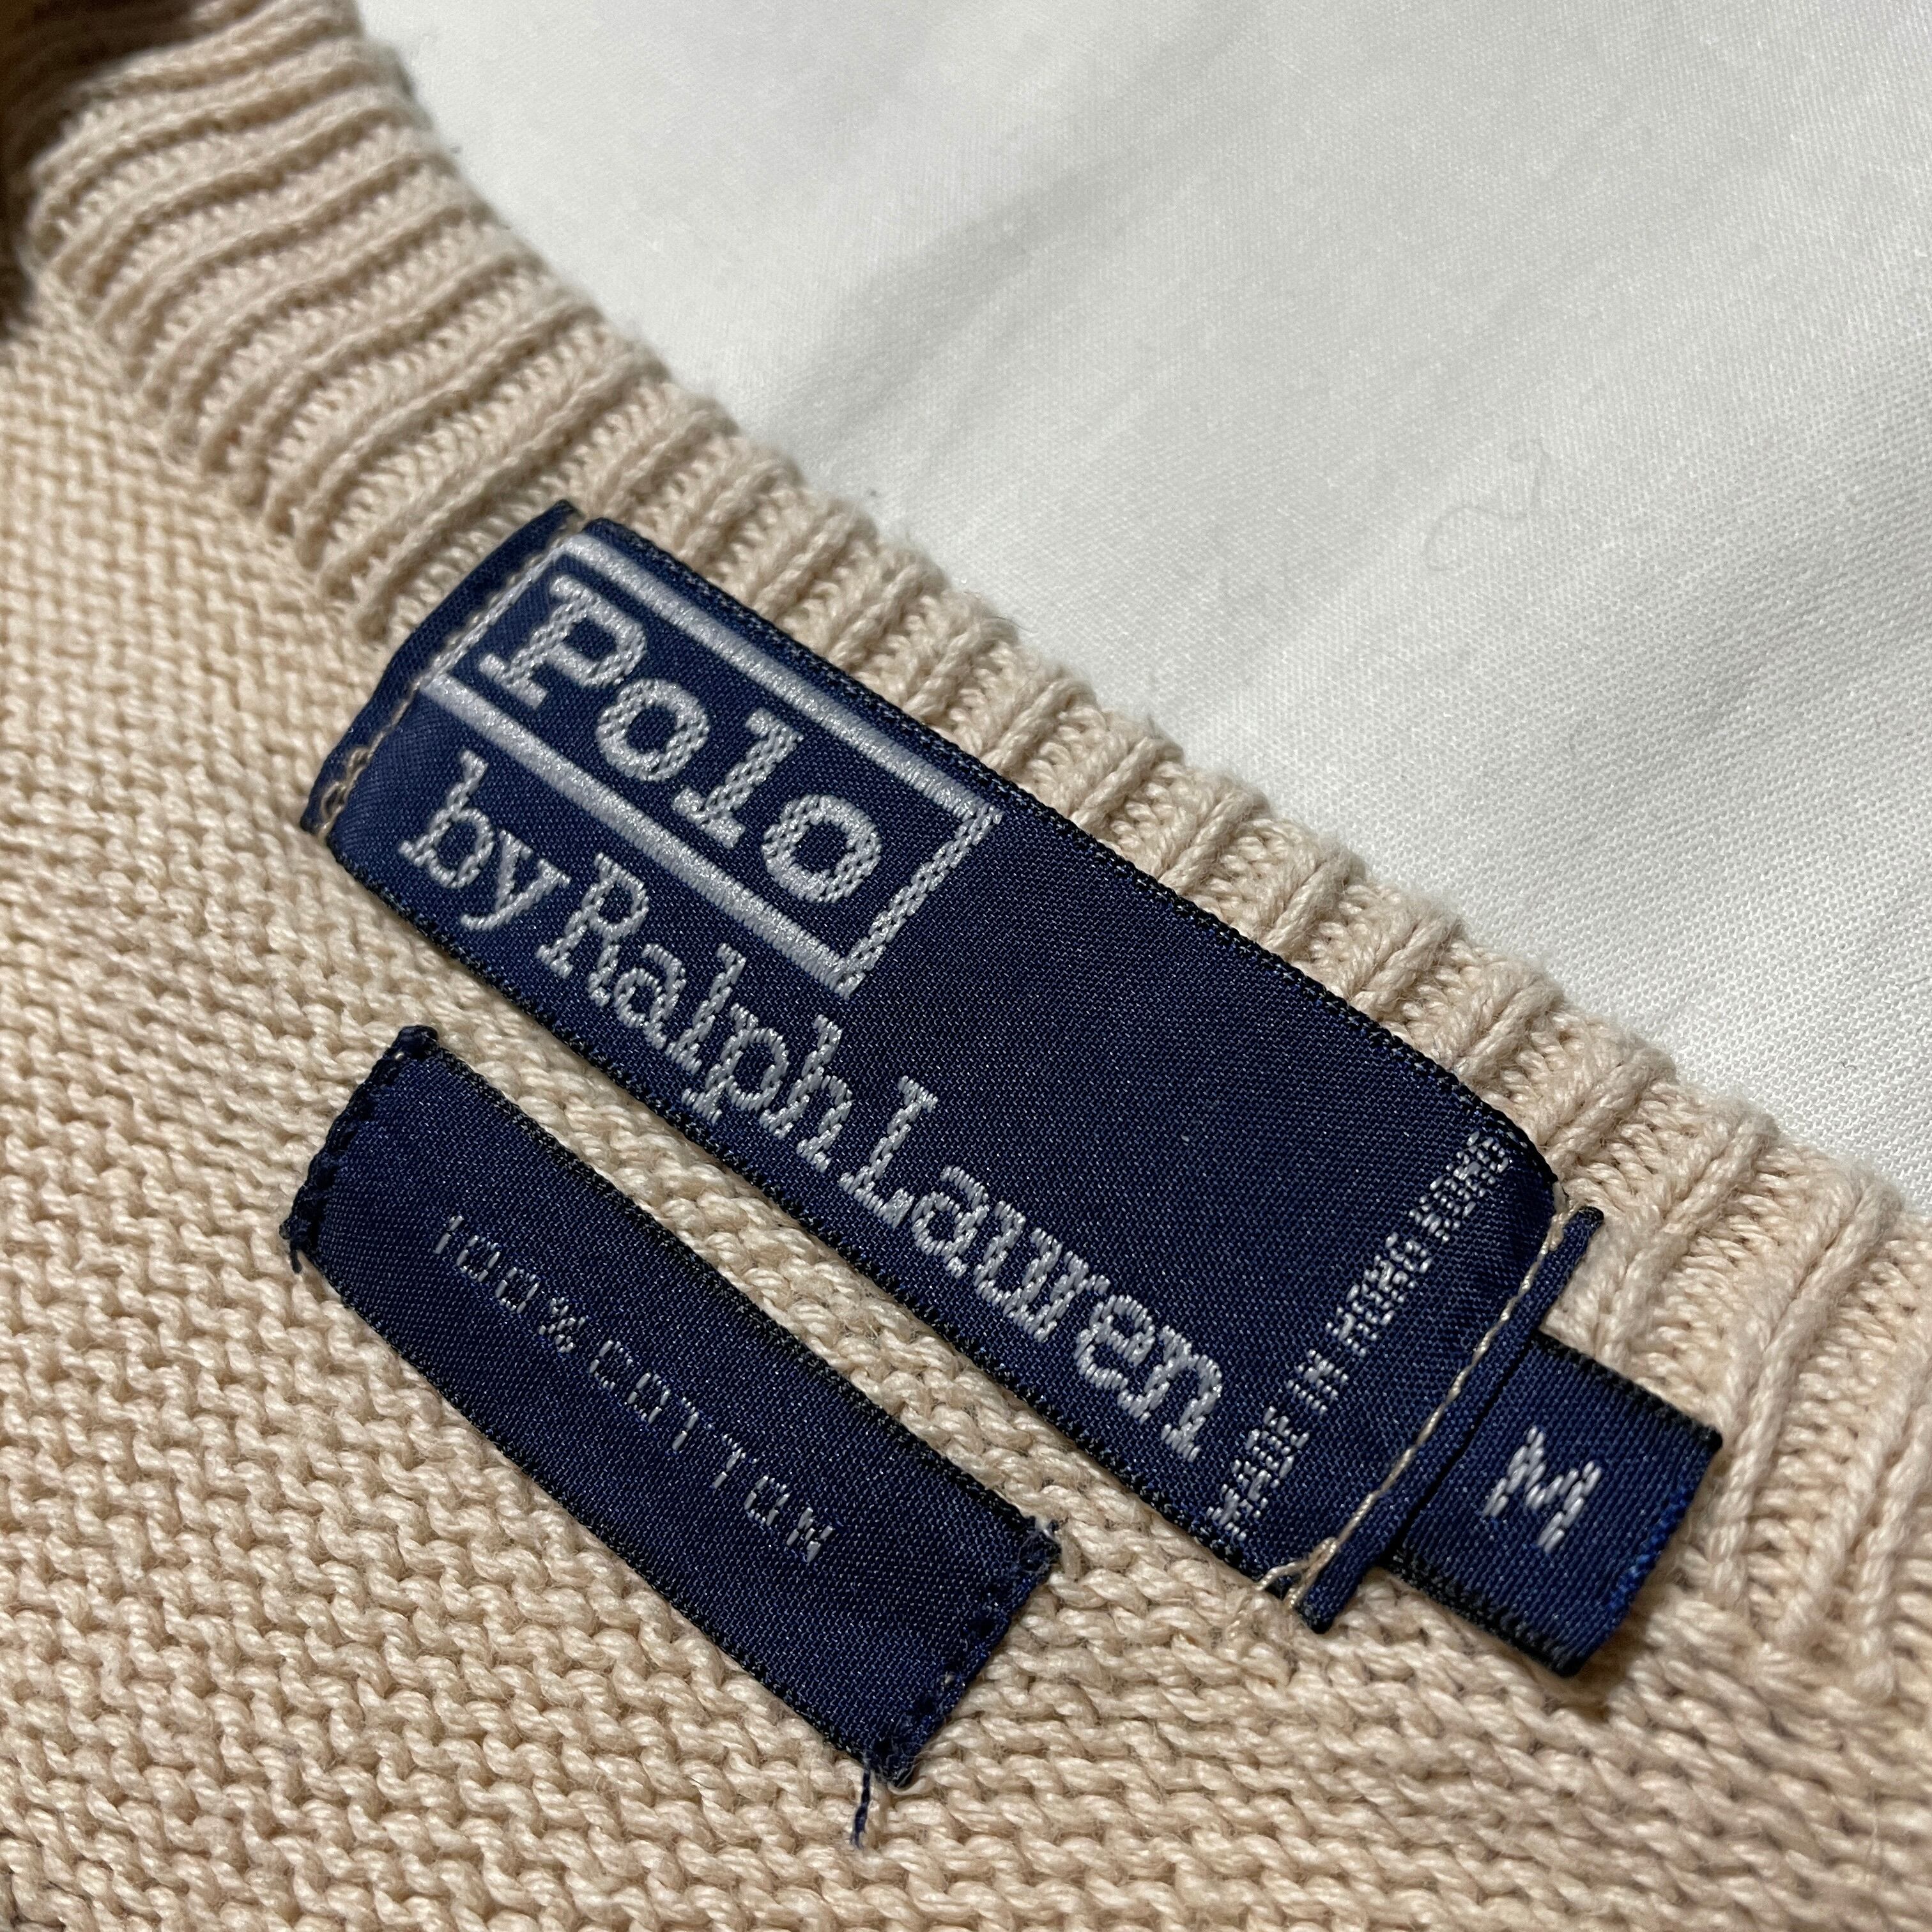 Polo
by Ralph Lauren
MADE IN HONG KONG
M
100% COTTON